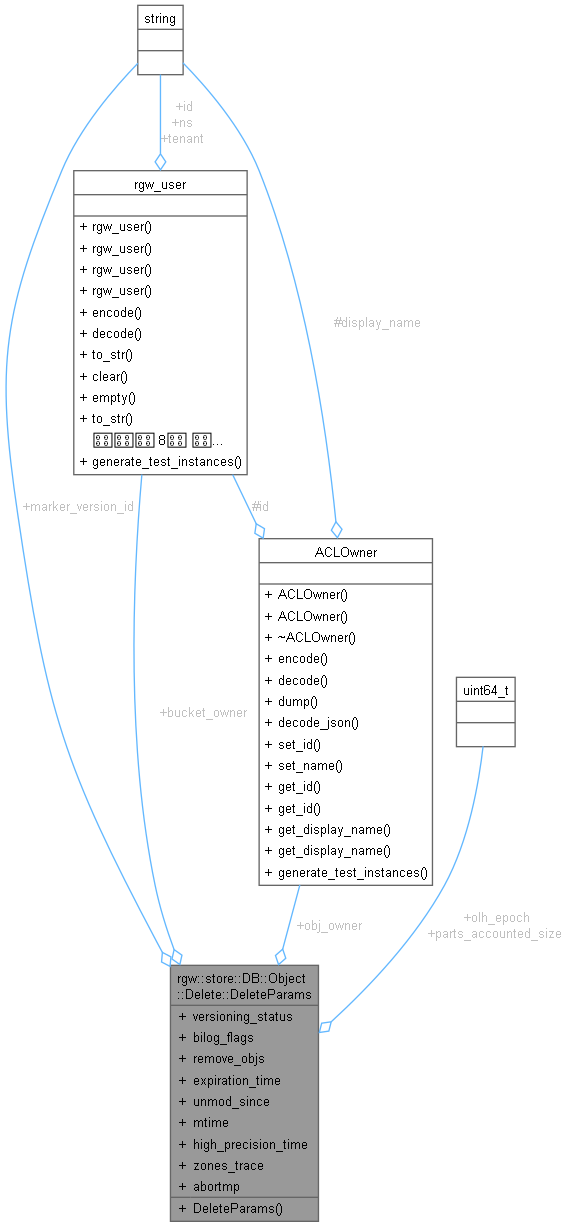 string
+id
+ns
+tenant
rgw_user
+ rgw_user()
+ rgw_user()
+ rgw_user()
+ rgw_user()
+ encode()
+ decode()
+ to_str()
+ clear()
+ empty()
+ to_str()
8 ...
+ generate_test_instances()
#display_name
+marker_version_id
#id
ACLOwner
+ ACLOwner()
+ ACLOwner()
+ ~ACLOwner()
+ encode()
+ decode()
+ dump()
+ decode_json()
+ set_id()
+ set_name()
+ get_id()
+ get_id()
+ get_display_name()
+ get_display_name()
+ generate_test_instances()
uint64_t
+bucket_owner
+obj_owner
+olh_epoch
+parts_accounted_size
rgw::store::DB::Object
::Delete::DeleteParams
+ versioning_status
+ bilog_flags
+ remove_objs
+ expiration_time
+ unmod_since
+ mtime
+ high_precision_time
+ zones_trace
+ abortmp
+ DeleteParams()